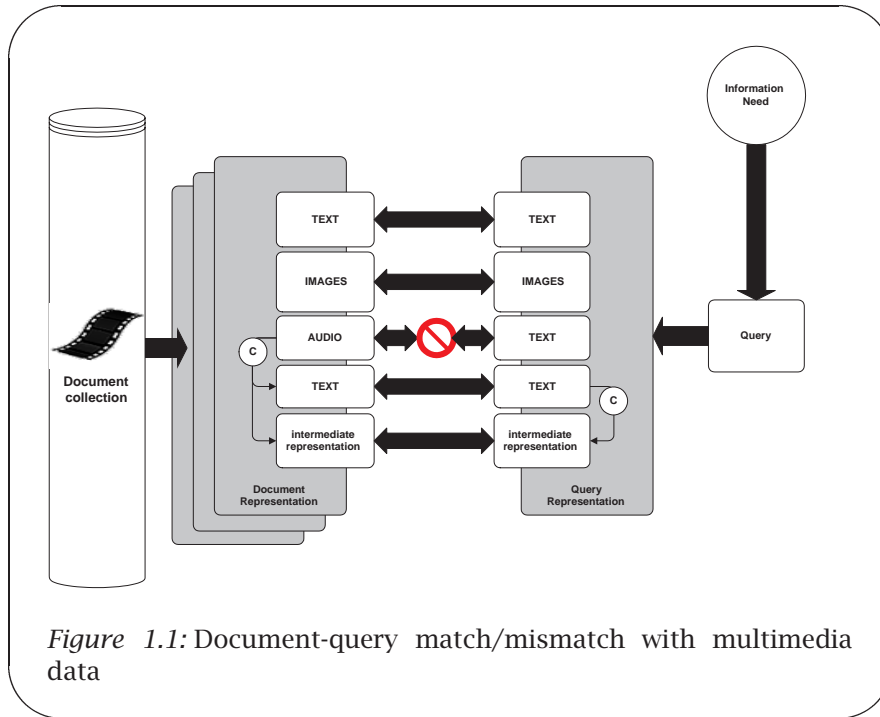 Information
Need
TEXT
TEXT
IMAGES
IMAGES
AUDIO
TEXT
Query
C
Document
collection
TEXT
TEXT
C
intermediate
representation
intermediate
representation
Document
Representation
Query
Representation
Figure 1.1: Document-query match/mismatch with multimedia
data